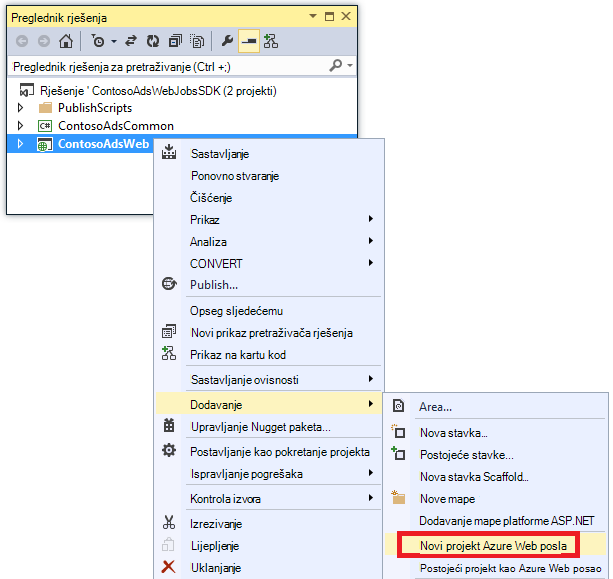 Preglednik rješenja
Preglednik rješenja za pretraživanje (Ctrl +;)
Rješenje ' ContosoAdsWebJobsSDK (2 projekti)
PublishScripts
C# ContosoAdsCommon
ContosoAdsWeb
Sastavljanje
Ponovno stvaranje
Čišćenje
Prikaz
Analiza
CONVERT
Publish...
Opseg sljedećemu
Novi prikaz pretraživača rješenja
Prikaz na kartu kod
Sastavljanje ovisnosti
Dodavanje
Upravljanje Nugget paketa...
Postavljanje kao pokretanje projekta
Ispravljanje pogrešaka
Kontrola izvora
Izrezivanje
Lijepljenje
Uklanjanje
Area...
Nova stavka...
Postojeće stavke...
Nova stavka Scaffold...
Nove mape
Dodavanje mape platforme ASP.NET
Novi projekt Azure Web posla
Postojeći projekt kao Azure Web posao